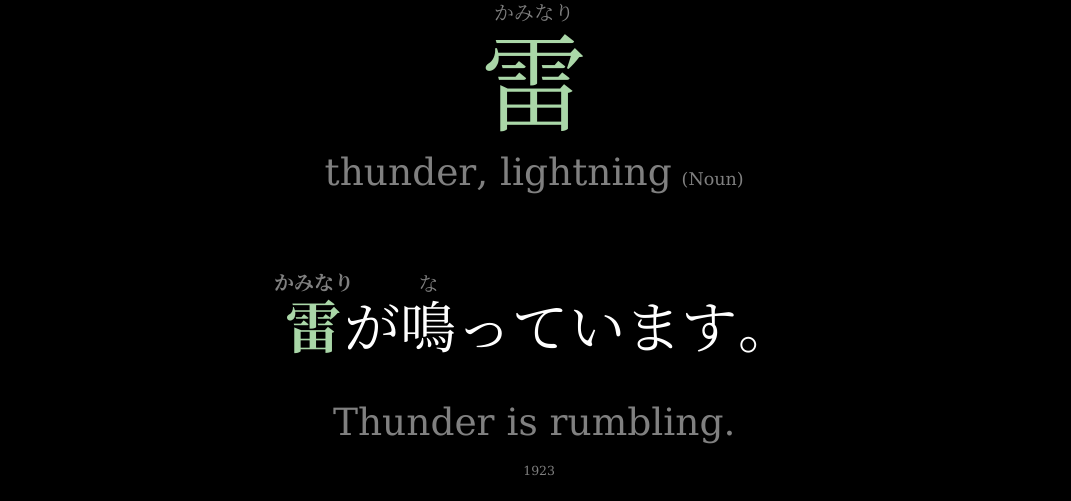 かみなり
雷
thunder, lightning (Noun)
かみなり な
雷が鳴っています。
Thunder is rumbling.
1923